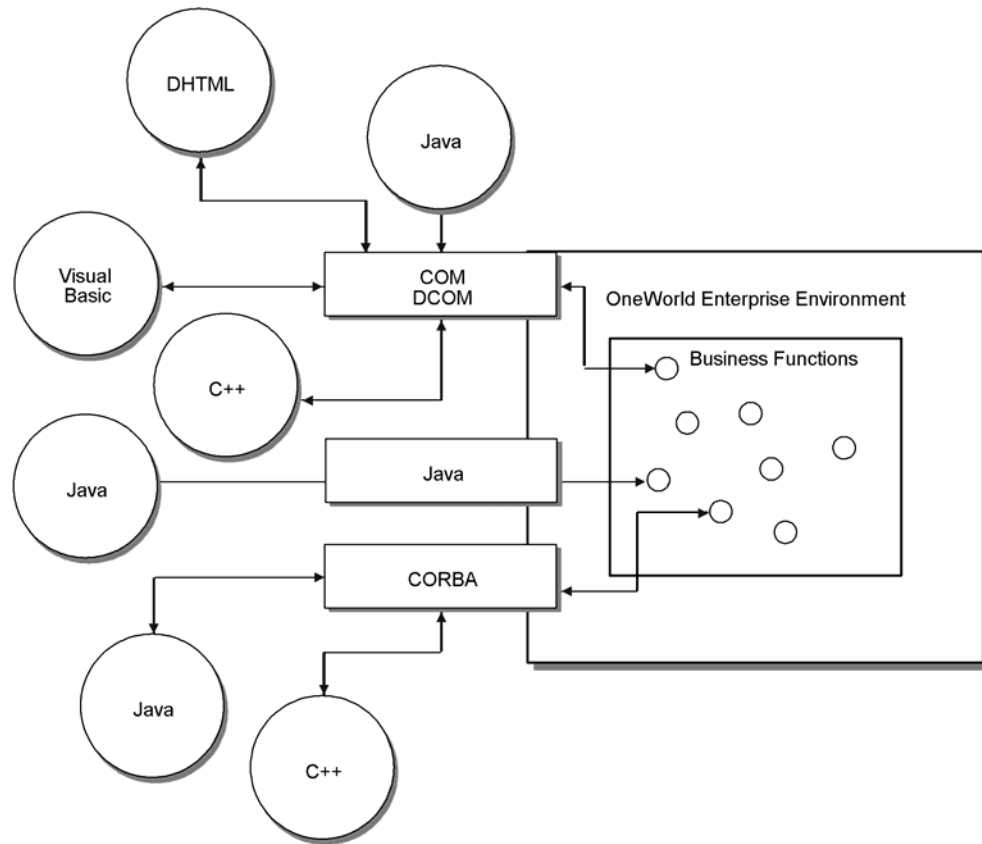 DHTML
Java
Visual
Basic
COM
DCOM
OneWorld Enterprise Environment
Business Functions
C++
Java
Java
CORBA
Java
C++